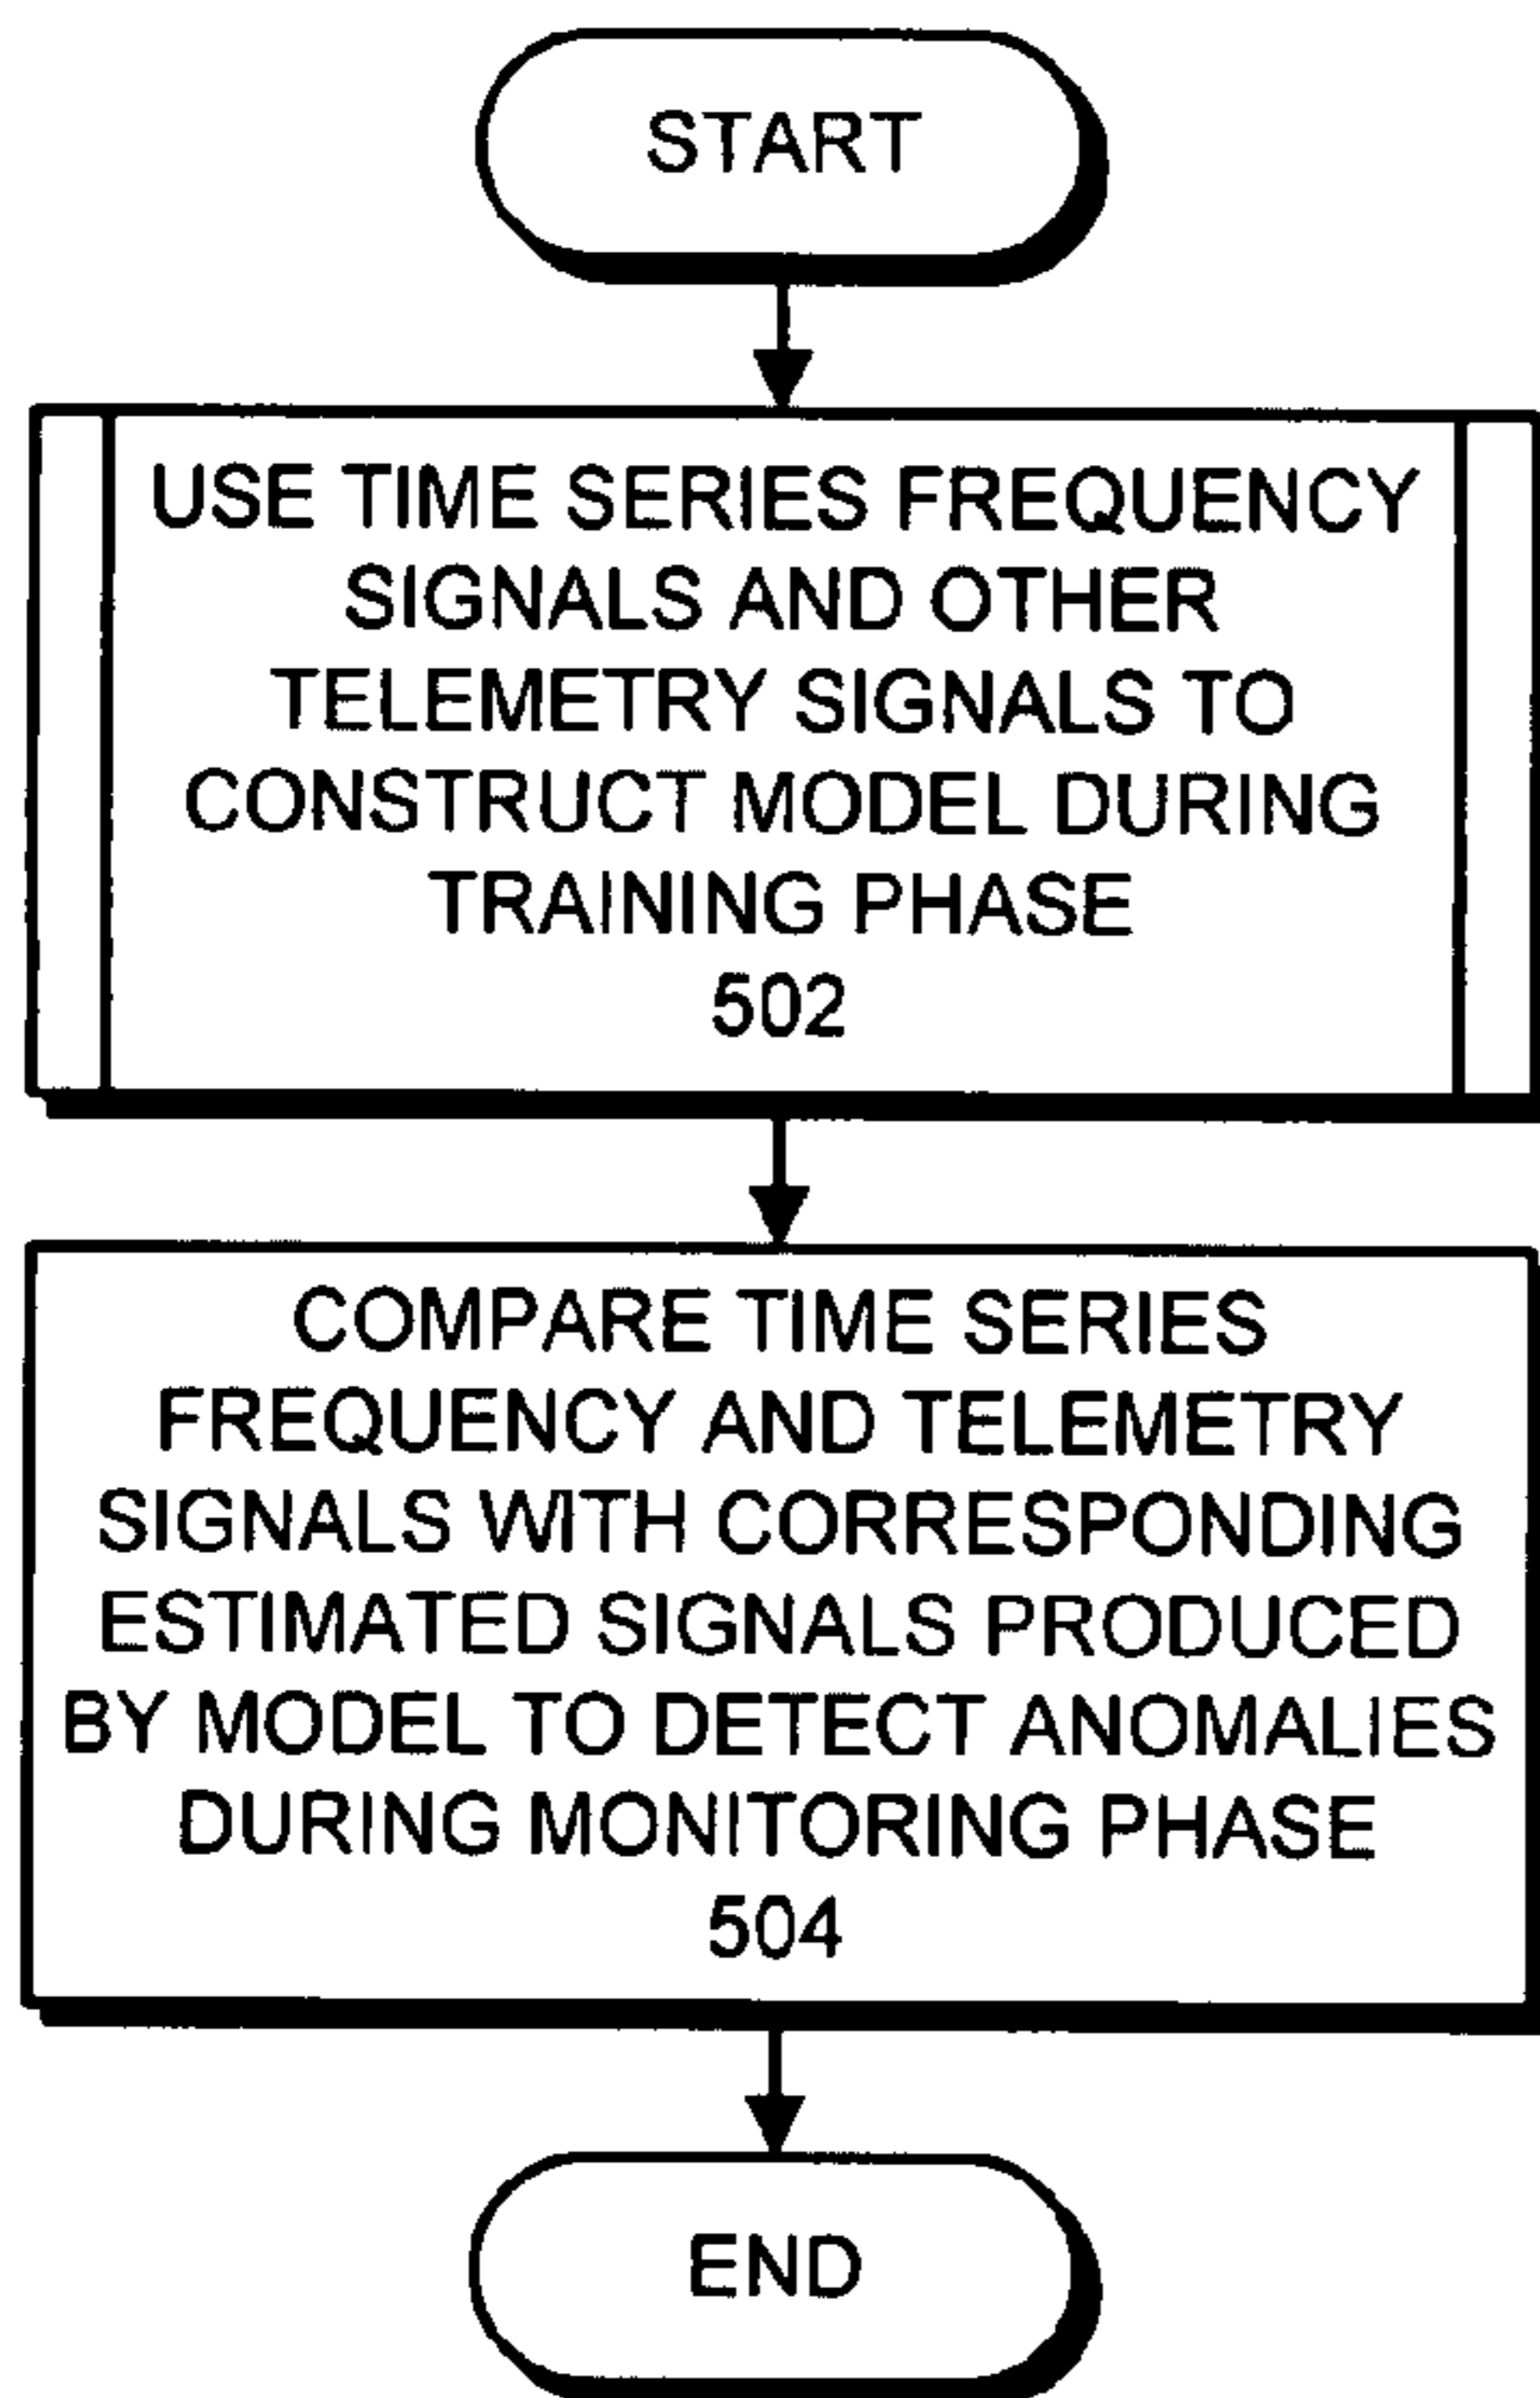 START
USE TIME SERIES FREQUENCY
SIGNALS AND OTHER
TELEMETRY SIGNALS TO
CONSTRUCT MODEL DURING
TRAINING PHASE
502
COMPARE TIME SERIES
FREQUENCY AND TELEMETRY
SIGNALS WITH CORRESPONDING
ESTIMATED SIGNALS PRODUCED
BY MODEL TO DETECT ANOMALIES
DURING MONITORING PHASE
504
END